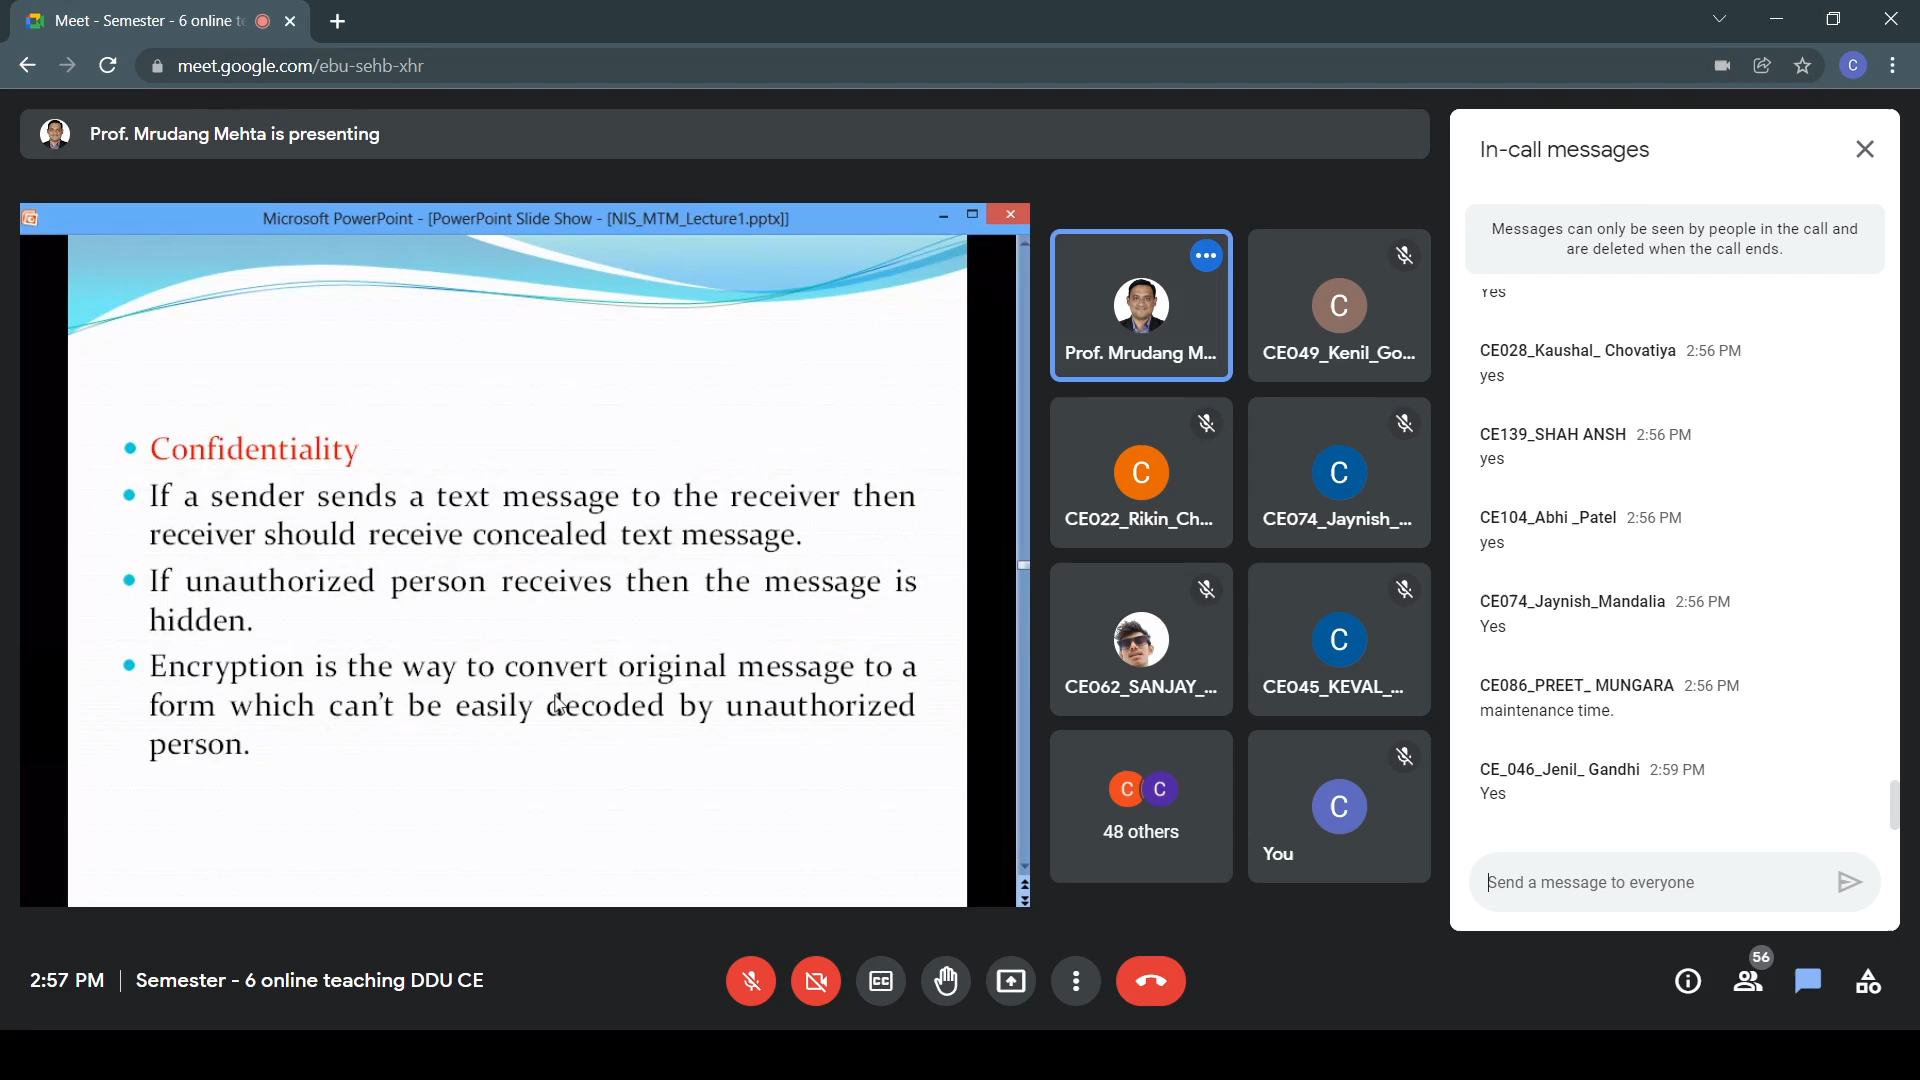 Meet - Semester - 6 online te
meet.google.com/ebu-sehb-xhr
C
Prof. Mrudang Mehta is presenting
Microsoft PowerPoint - [PowerPoint Slide Show - [NIS_MTM_Lecture1.pptx]]
Confidentiality
If a sender sends a text message to the receiver then
receiver should receive concealed text message.
If unauthorized person receives then the message is
hidden.
Encryption is the way to convert original message to a
form which can't be easily decoded by unauthorized
person.
Prof. Mrudang M...
C
CE049_Kenil_Go...
C
CE022_Rikin_Ch...
C
CE074_Jaynish_...
CE062_SANJAY_...
C
CE045_KEVAL_...
C C
48 others
C
You
In-call messages
Messages can only be seen by people in the call and
are deleted when the call ends.
Yes
CE028_Kaushal_ Chovatiya 2:56 PM
yes
CE139_SHAH ANSH 2:56 PM
yes
CE104_Abhi _Patel 2:56 PM
yes
CE074_Jaynish_Mandalia 2:56 PM
Yes
CE086_PREET_ MUNGARA 2:56 PM
maintenance time.
CE_046_Jenil_ Gandhi 2:59 PM
Yes
Send a message to everyone
2:57 PM | Semester - 6 online teaching DDU CE
CC
56